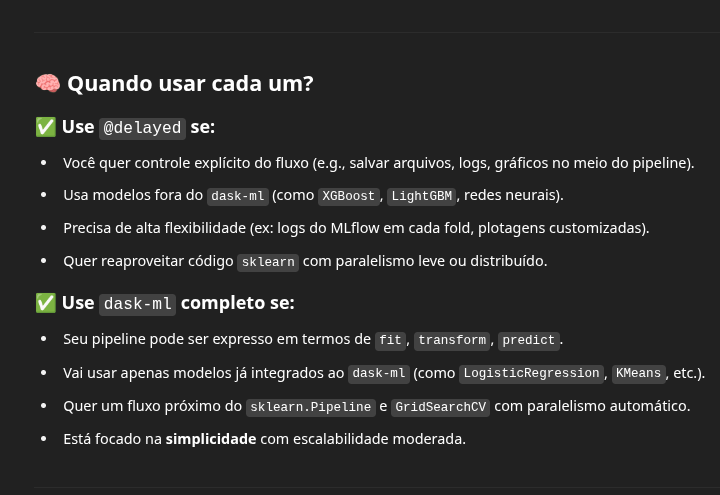 🧠 Quando usar cada um?
✅ Use @delayed se:
• Você quer controle explícito do fluxo (e.g., salvar arquivos, logs, gráficos no meio do pipeline).
• Usa modelos fora do dask-ml (como XGBoost, LightGBM, redes neurais).
• Precisa de alta flexibilidade (ex: logs do MLflow em cada fold, plotagens customizadas).
• Quer reaproveitar código sklearn com paralelismo leve ou distribuído.
✅ Use dask-ml completo se:
• Seu pipeline pode ser expresso em termos de fit, transform, predict.
• Vai usar apenas modelos já integrados ao dask-ml (como LogisticRegression, KMeans, etc.).
• Quer um fluxo próximo do sklearn.Pipeline e GridSearchCV com paralelismo automático.
• Está focado na simplicidade com escalabilidade moderada.